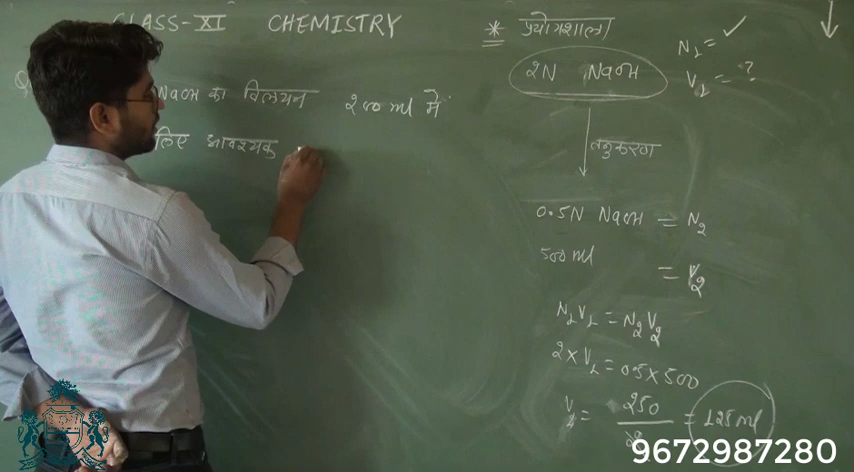 CLASS-XI CHEMISTRY
NaOH का विलयन 200 ml में
लिए आवश्यक
* प्रयोगशाला
2N NaOH
N₁ = ✓
V₁ = ?
तनुकरण
0.5N NaOH = N₂
500 ml = V₂
N₁V₁ = N₂V₂
2 × V₁ = 0.5 × 500
V₁ = 250 / 2 = 125 ml
9672987280